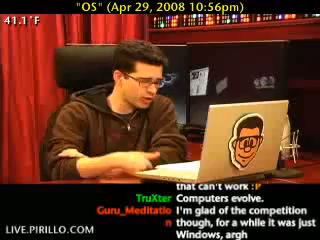 "OS" (Apr 29, 2008 10:56pm)
41.1°F
that can't work :P
TruXter Computers evolve.
Guru_Meditatio I'm glad of the competition
n though, for a while it was just
LIVE.PIRILLO.COM Windows, argh